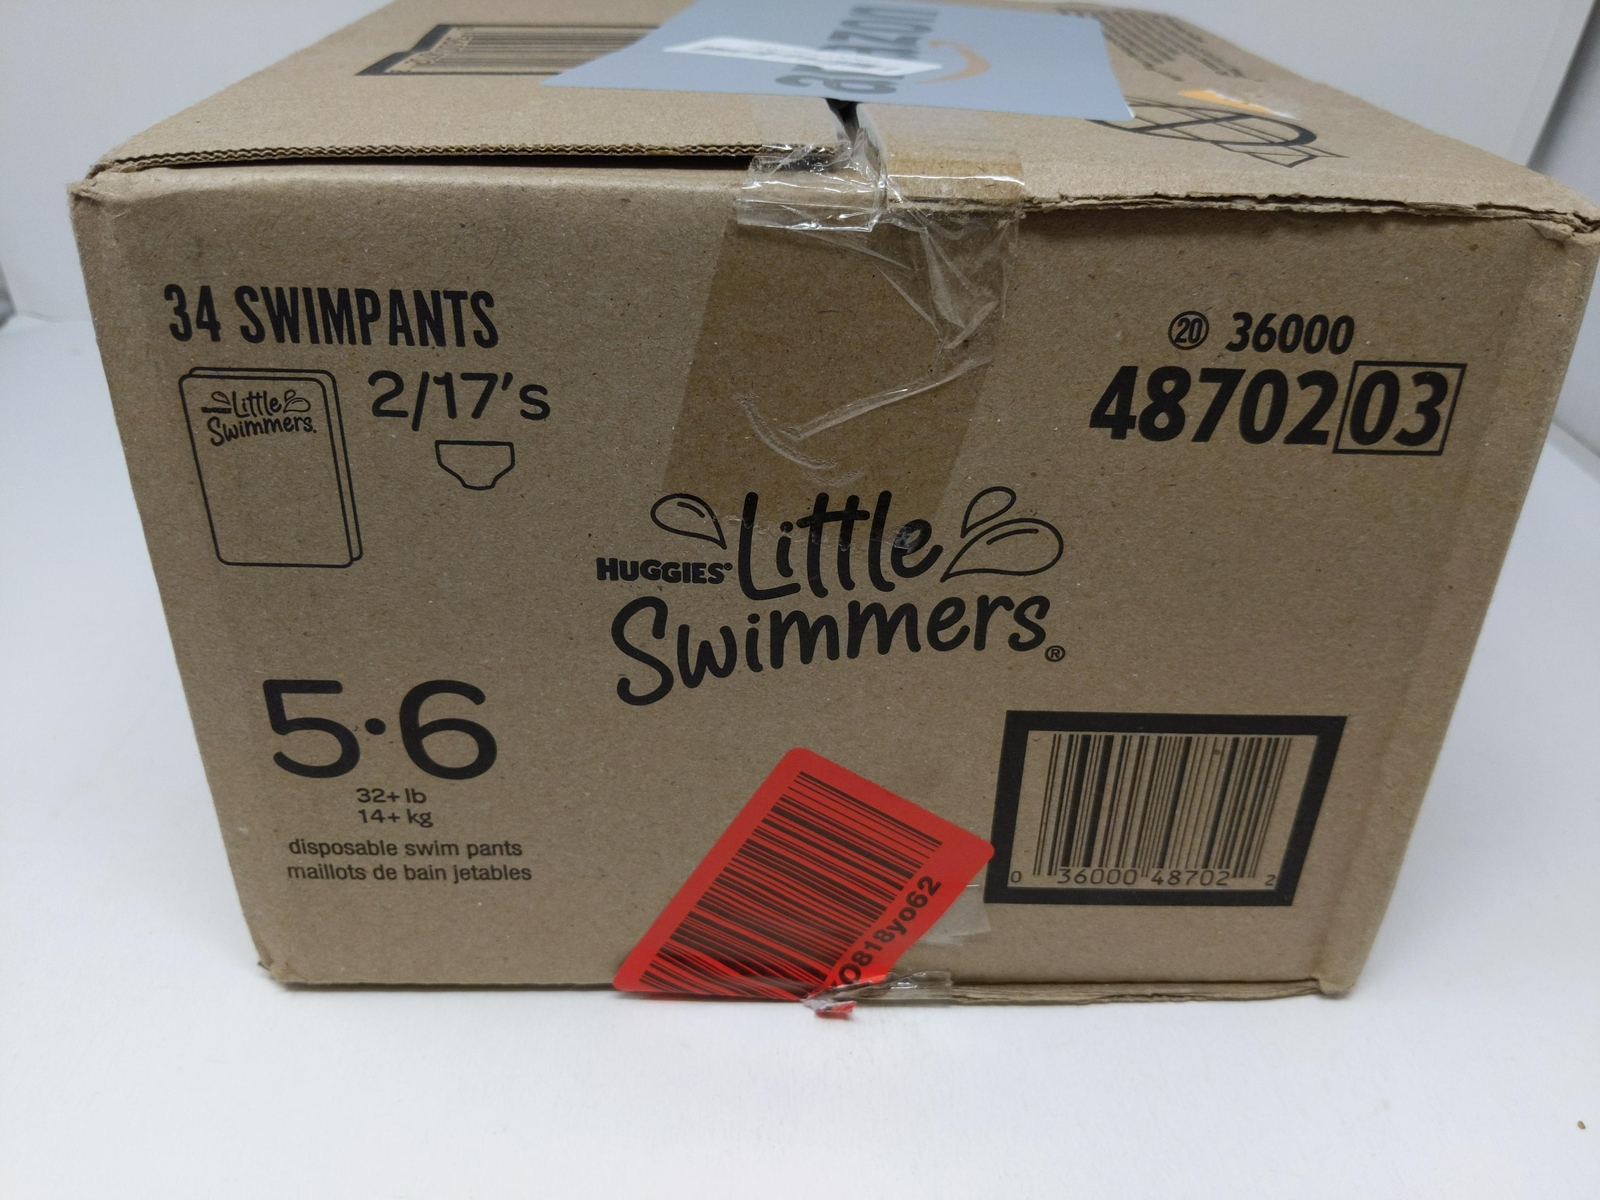 amazon
34 SWIMPANTS
Little
Swimmers.
2/17's
⑳ 36000
48702 03
HUGGIES® Little
Swimmers®
5•6
32+ lb
14+ kg
disposable swim pants
maillots de bain jetables
0818yo62
0 36000 48702 2